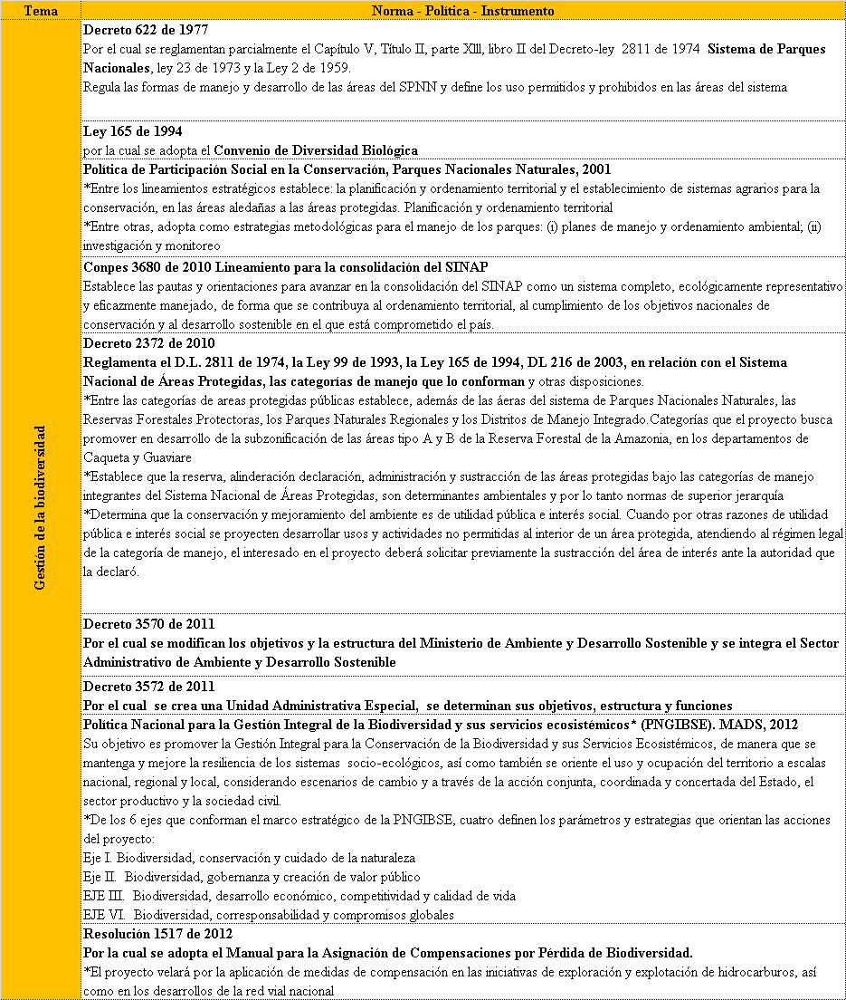 Tema
Norma - Política - Instrumento
Gestión de la biodiversidad
Decreto 622 de 1977
Por el cual se reglamentan parcialmente el Capítulo V, Título II, parte XIll, libro II del Decreto-ley 2811 de 1974 Sistema de Parques
Nacionales, ley 23 de 1973 y la Ley 2 de 1959.
Regula las formas de manejo y desarrollo de las áreas del SPNN y define los uso permitidos y prohibidos en las áreas del sistema
Ley 165 de 1994
por la cual se adopta el Convenio de Diversidad Biológica
Política de Participación Social en la Conservación, Parques Nacionales Naturales, 2001
*Entre los lineamientos estratégicos establece: la planificación y ordenamiento territorial y el establecimiento de sistemas agrarios para la
conservación, en las áreas aledañas a las áreas protegidas. Planificación y ordenamiento territorial
*Entre otras, adopta como estrategias metodológicas para el manejo de los parques: (i) planes de manejo y ordenamiento ambiental; (ii)
investigación y monitoreo
Conpes 3680 de 2010 Lineamiento para la consolidación del SINAP
Establece las pautas y orientaciones para avanzar en la consolidación del SINAP como un sistema completo, ecológicamente representativo
y eficazmente manejado, de forma que se contribuya al ordenamiento territorial, al cumplimiento de los objetivos nacionales de
conservación y al desarrollo sostenible en el que está comprometido el país.
Decreto 2372 de 2010
Reglamenta el D.L. 2811 de 1974, la Ley 99 de 1993, la Ley 165 de 1994, DL 216 de 2003, en relación con el Sistema
Nacional de Áreas Protegidas, las categorías de manejo que lo conforman y otras disposiciones.
*Entre las categorías de areas protegidas públicas establece, además de las áeras del sistema de Parques Nacionales Naturales, las
Reservas Forestales Protectoras, los Parques Naturales Regionales y los Distritos de Manejo Integrado.Categorías que el proyecto busca
promover en desarrollo de la subzonificación de las áreas tipo A y B de la Reserva Forestal de la Amazonia, en los departamentos de
Caqueta y Guaviare
*Establece que la reserva, alinderación declaración, administración y sustracción de las áreas protegidas bajo las categorías de manejo
integrantes del Sistema Nacional de Áreas Protegidas, son determinantes ambientales y por lo tanto normas de superior jerarquía
*Determina que la conservación y mejoramiento del ambiente es de utilidad pública e interés social. Cuando por otras razones de utilidad
pública e interés social se proyecten desarrollar usos y actividades no permitidas al interior de un área protegida, atendiendo al régimen legal
de la categoría de manejo, el interesado en el proyecto deberá solicitar previamente la sustracción del área de interés ante la autoridad que
la declaró.
Decreto 3570 de 2011
Por el cual se modifican los objetivos y la estructura del Ministerio de Ambiente y Desarrollo Sostenible y se integra el Sector
Administrativo de Ambiente y Desarrollo Sostenible
Decreto 3572 de 2011
Por el cual se crea una Unidad Administrativa Especial, se determinan sus objetivos, estructura y funciones
Política Nacional para la Gestión Integral de la Biodiversidad y sus servicios ecosistémicos* (PNGIBSE). MADS, 2012
Su objetivo es promover la Gestión Integral para la Conservación de la Biodiversidad y sus Servicios Ecosistémicos, de manera que se
mantenga y mejore la resiliencia de los sistemas socio-ecológicos, así como también se oriente el uso y ocupación del territorio a escalas
nacional, regional y local, considerando escenarios de cambio y a través de la acción conjunta, coordinada y concertada del Estado, el
sector productivo y la sociedad civil.
*De los 6 ejes que conforman el marco estratégico de la PNGIBSE, cuatro definen los parámetros y estrategias que orientan las acciones
del proyecto:
Eje I. Biodiversidad, conservación y cuidado de la naturaleza
Eje II. Biodiversidad, gobernanza y creación de valor público
EJE III. Biodiversidad, desarrollo económico, competitividad y calidad de vida
EJE VI. Biodiversidad, corresponsabilidad y compromisos globales
Resolución 1517 de 2012
Por la cual se adopta el Manual para la Asignación de Compensaciones por Pérdida de Biodiversidad.
*El proyecto velará por la aplicación de medidas de compensación en las iniciativas de exploración y explotación de hidrocarburos, así
como en los desarrollos de la red vial nacional